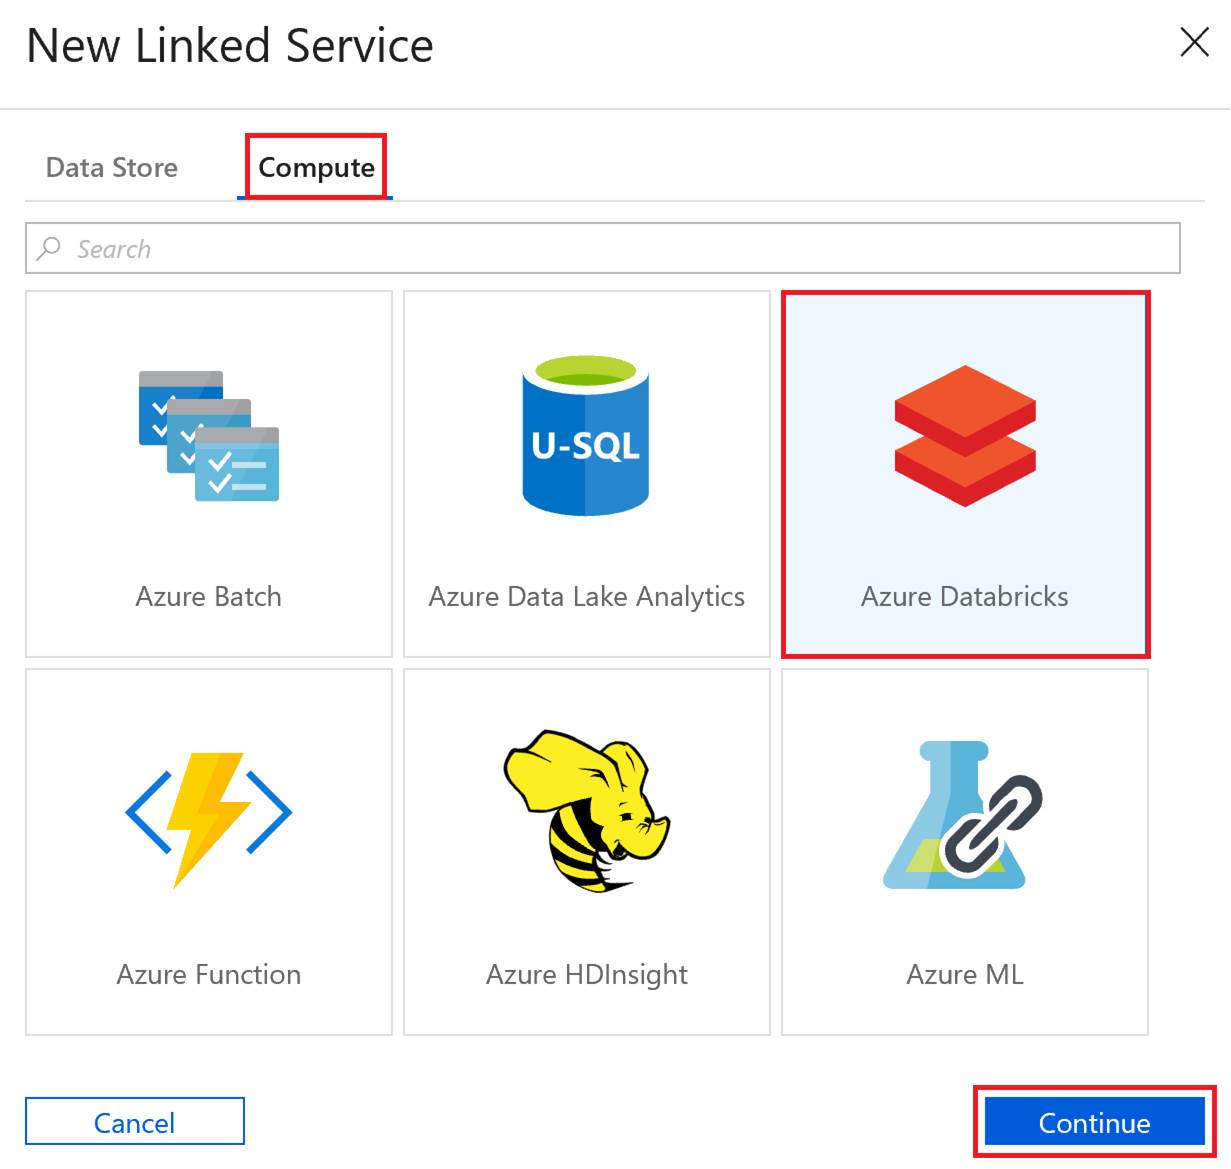 New Linked Service
Data Store
Compute
Search
U-SQL
Azure Batch
Azure Data Lake Analytics
Azure Databricks
Azure Function
Azure HDInsight
Azure ML
Cancel
Continue